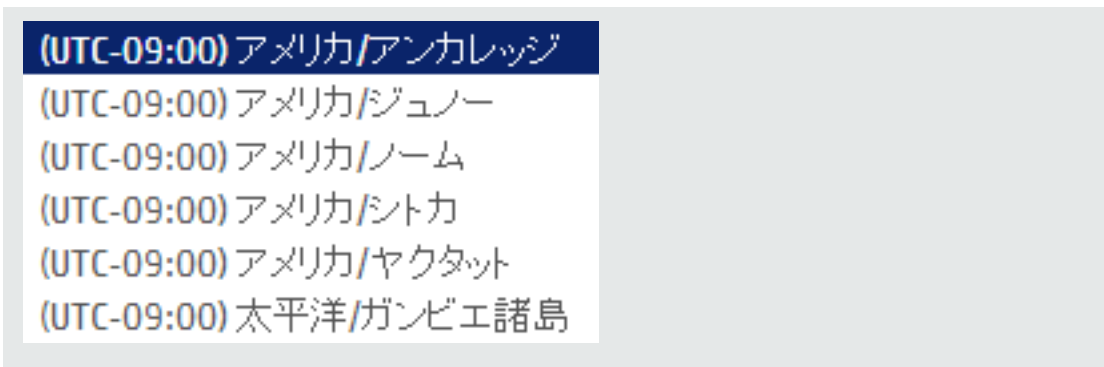 (UTC-09:00) アメリカ/アンカレッジ
(UTC-09:00) アメリカ/ジュノー
(UTC-09:00) アメリカ/ノーム
(UTC-09:00) アメリカ/シトカ
(UTC-09:00) アメリカ/ヤクタット
(UTC-09:00) 太平洋/ガンビエ諸島